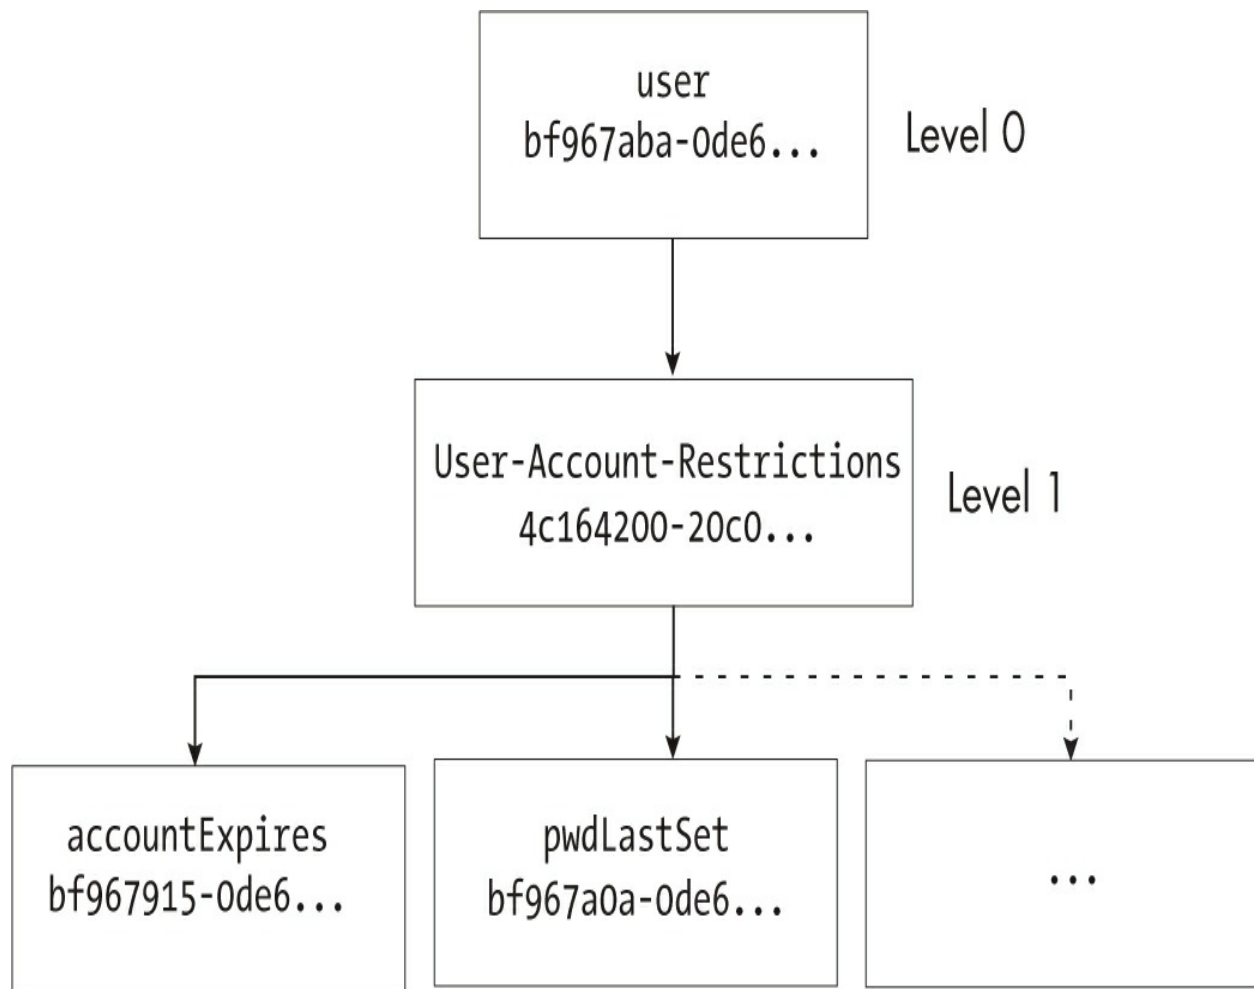 user
bf967aba-0de6...
Level 0
User-Account-Restrictions
4c164200-20c0...
Level 1
accountExpires
bf967915-0de6...
pwdLastSet
bf967a0a-0de6...
...